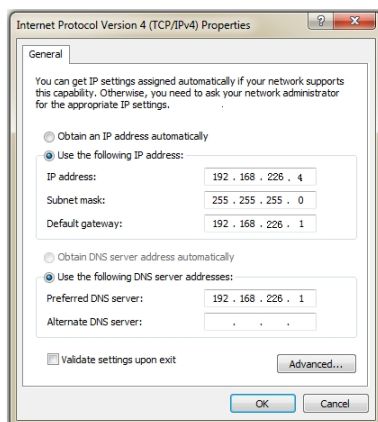 Internet Protocol Version 4 (TCP/IPv4) Properties
General
You can get IP settings assigned automatically if your network supports
this capability. Otherwise, you need to ask your network administrator
for the appropriate IP settings.
Obtain an IP address automatically
Use the following IP address:
IP address: 192 . 168 . 226 . 4
Subnet mask: 255 . 255 . 255 . 0
Default gateway: 192 . 168 . 226 . 1
Obtain DNS server address automatically
Use the following DNS server addresses:
Preferred DNS server: 192 . 168 . 226 . 1
Alternate DNS server: . . .
Validate settings upon exit
Advanced...
OK Cancel